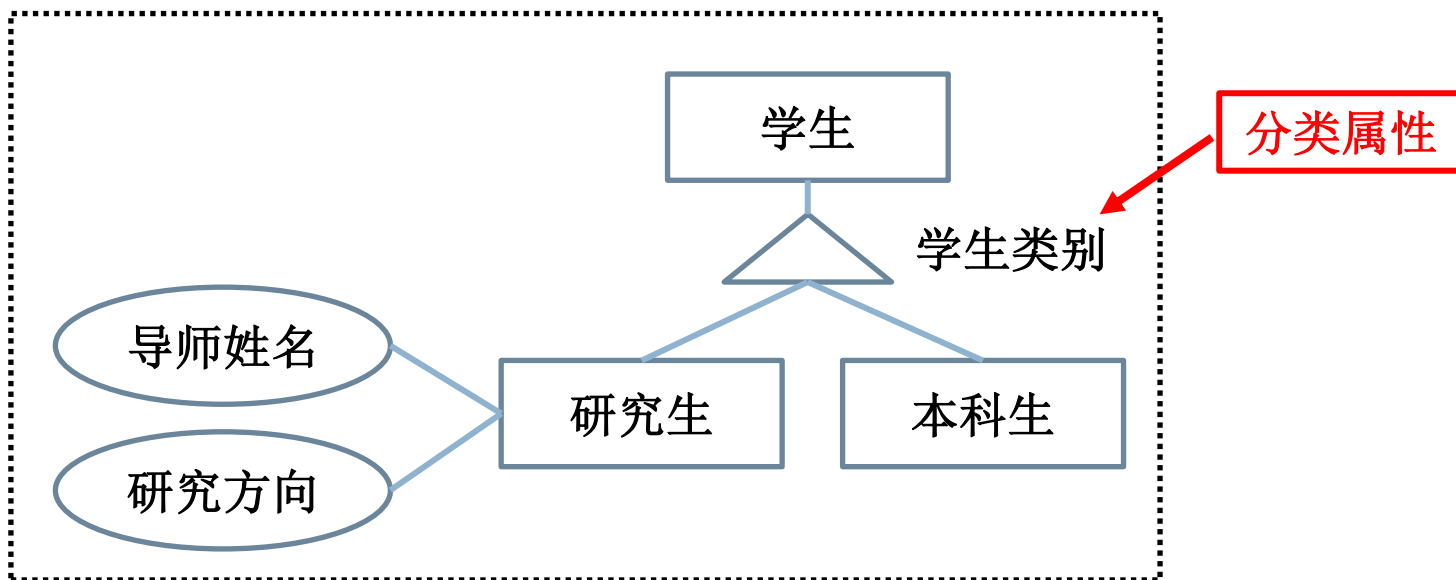 学生
分类属性
学生类别
导师姓名
研究生
本科生
研究方向